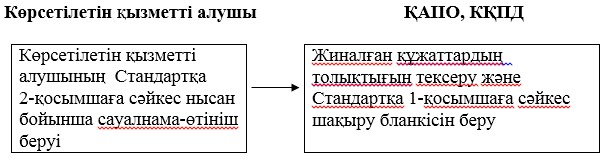 Көрсетілетін қызметті алушы
ҚАПО, КҚПД
Көрсетілетін қызметті
алушының Стандартқа
2-қосымшаға сәйкес нысан
бойынша сауалнама-өтініш
беруі
Жиналған құжаттардың
толықтығын тексеру және
Стандартқа 1-қосымшаға сәйкес
шақыру бланкісін беру